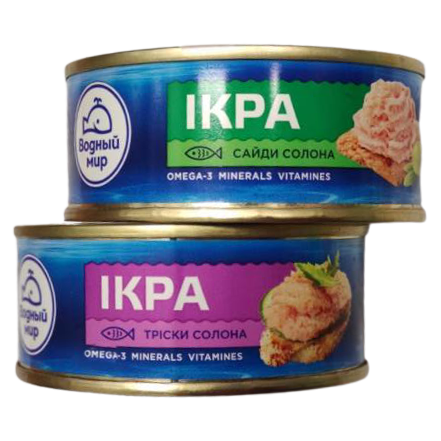 Водный
мир
ІКРА
САЙДИ СОЛОНА
OMEGA-3 MINERALS VITAMINES
Водный
мир
ІКРА
ТРІСКИ СОЛОНА
OMEGA-3 MINERALS VITAMINES